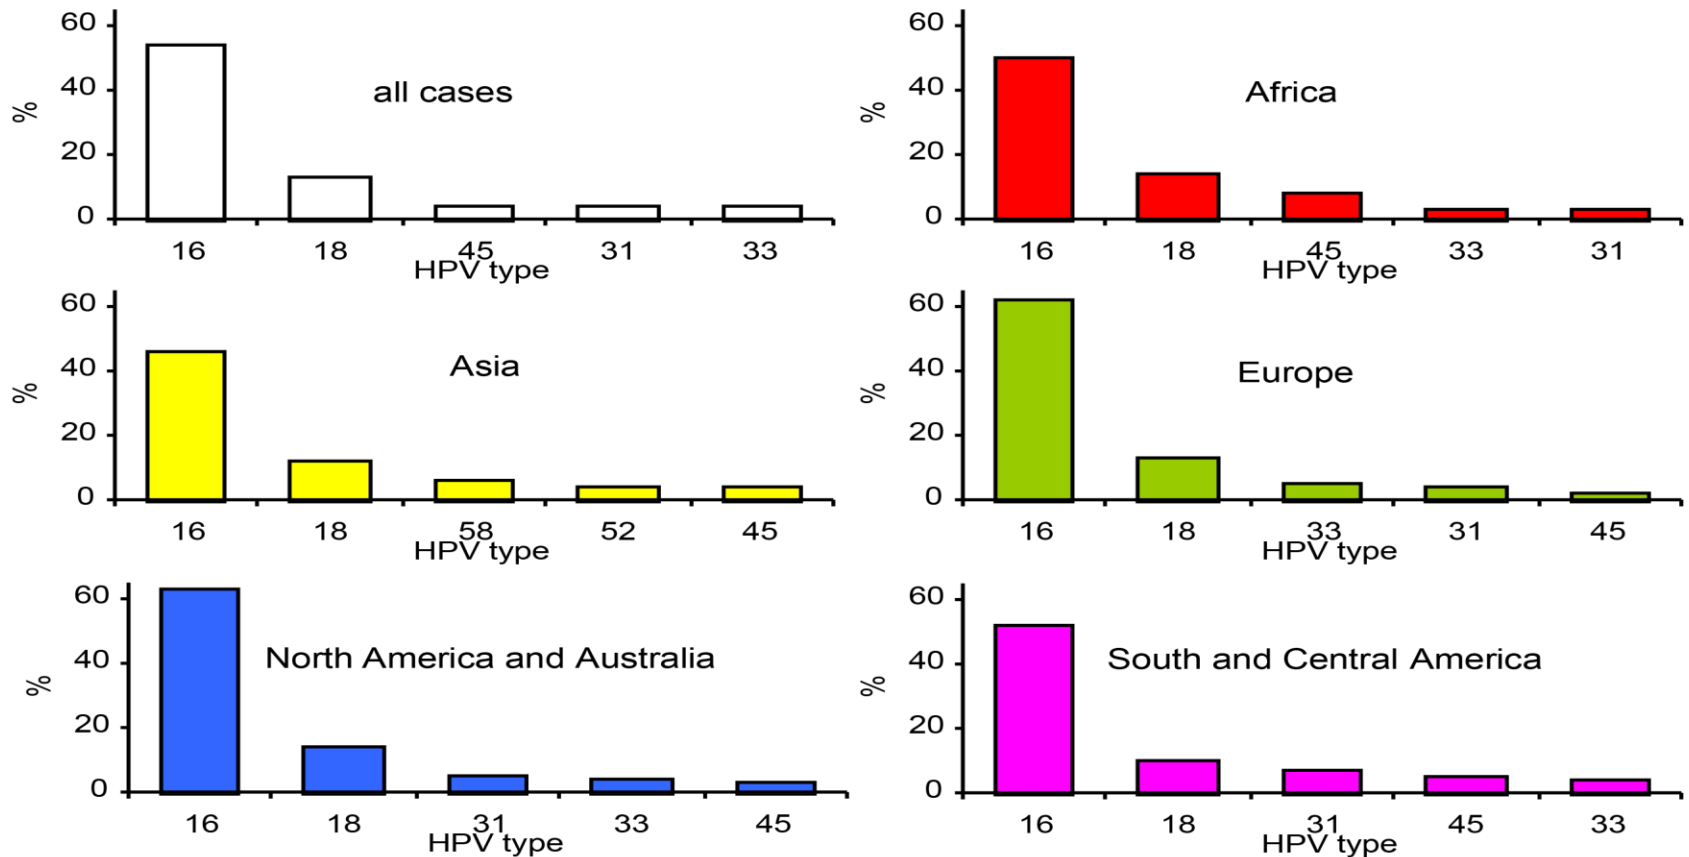 60
40
20
0
%
all cases
16 18 45 31 33
HPV type
60
40
20
0
%
Africa
16 18 45 33 31
HPV type
60
40
20
0
%
Asia
16 18 58 52 45
HPV type
60
40
20
0
%
Europe
16 18 33 31 45
HPV type
60
40
20
0
%
North America and Australia
16 18 31 33 45
HPV type
60
40
20
0
%
South and Central America
16 18 31 45 33
HPV type